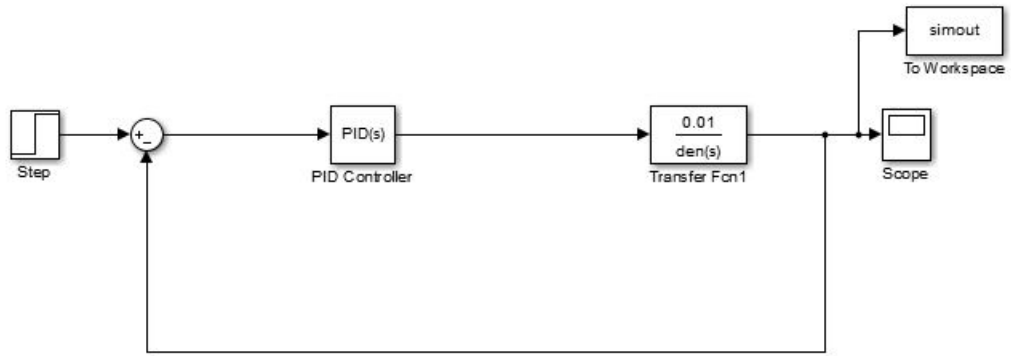 simout
To Workspace
+
−
PID(s)
0.01
den(s)
Step
PID Controller
Transfer Fcn1
Scope